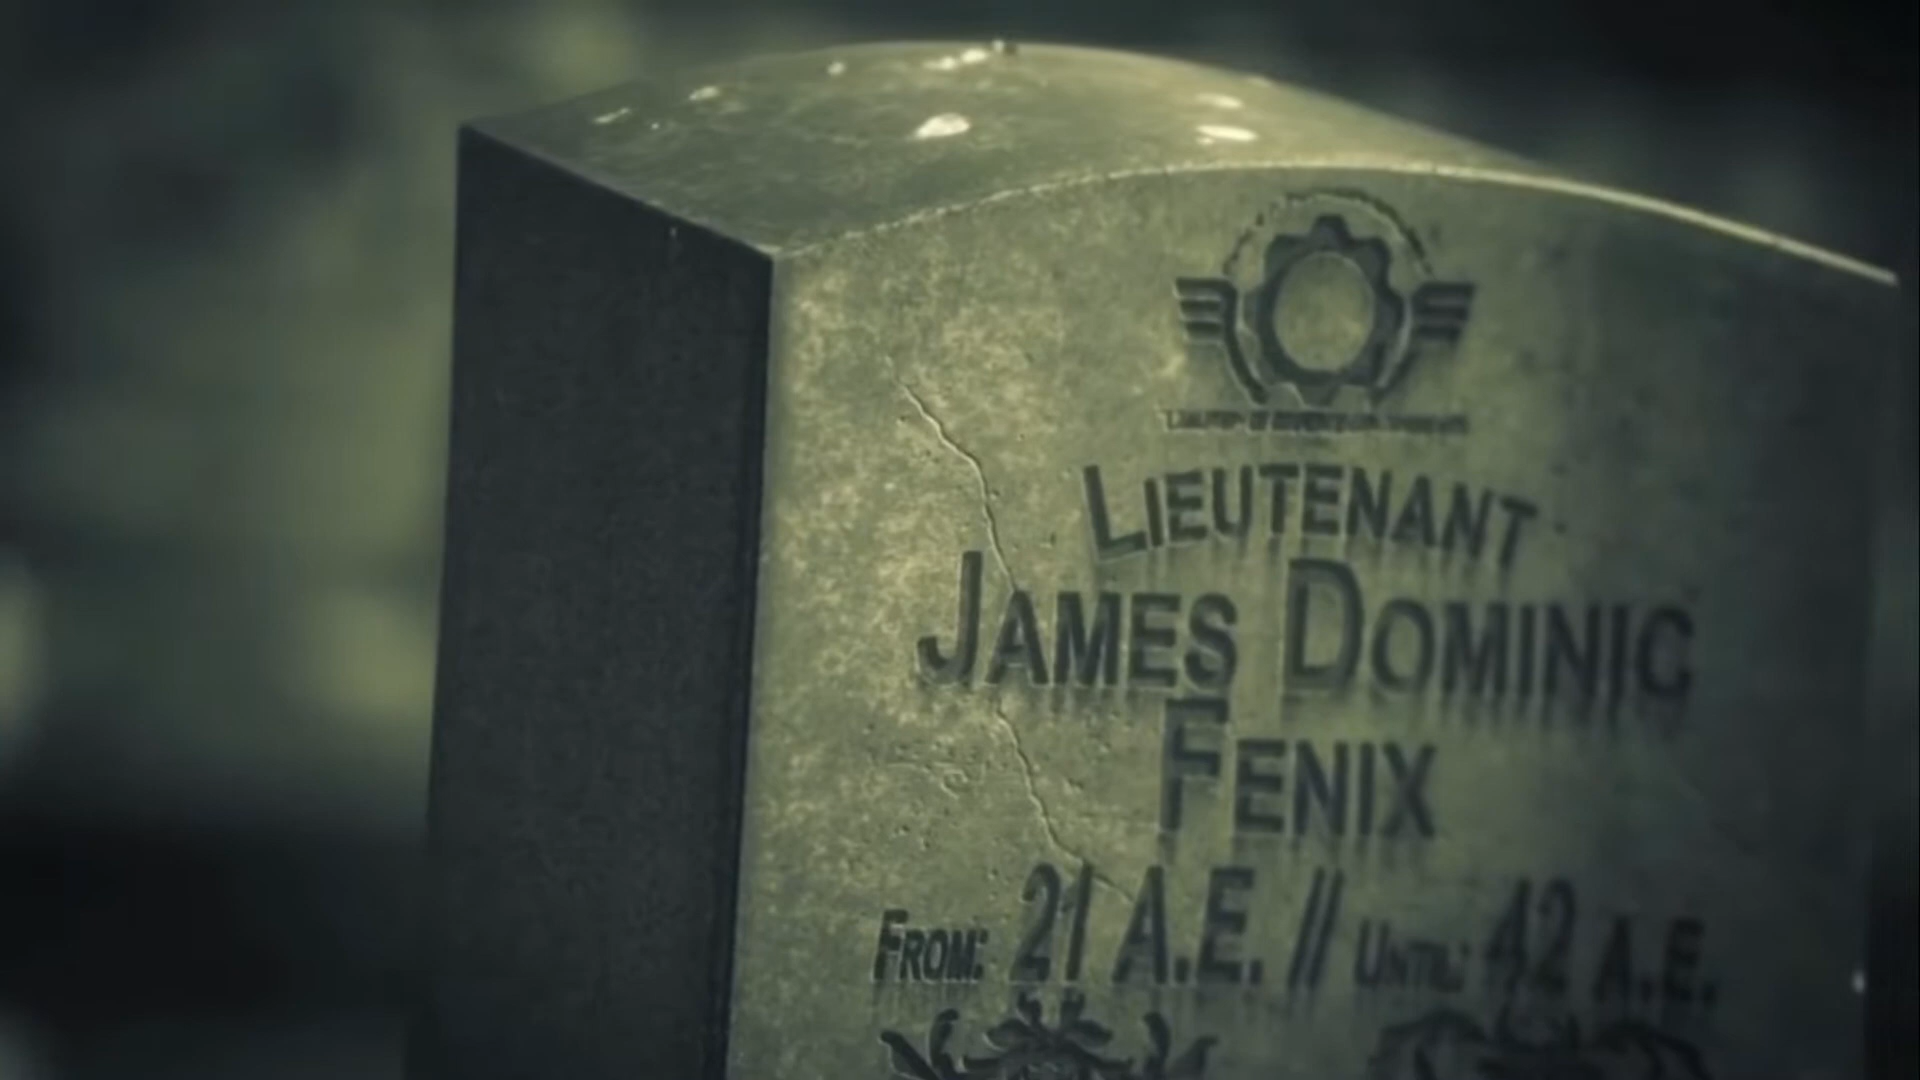 LIEUTENANT
JAMES DOMINIC
FENIX
FROM: 21 A.E. // UNTIL: 42 A.E.